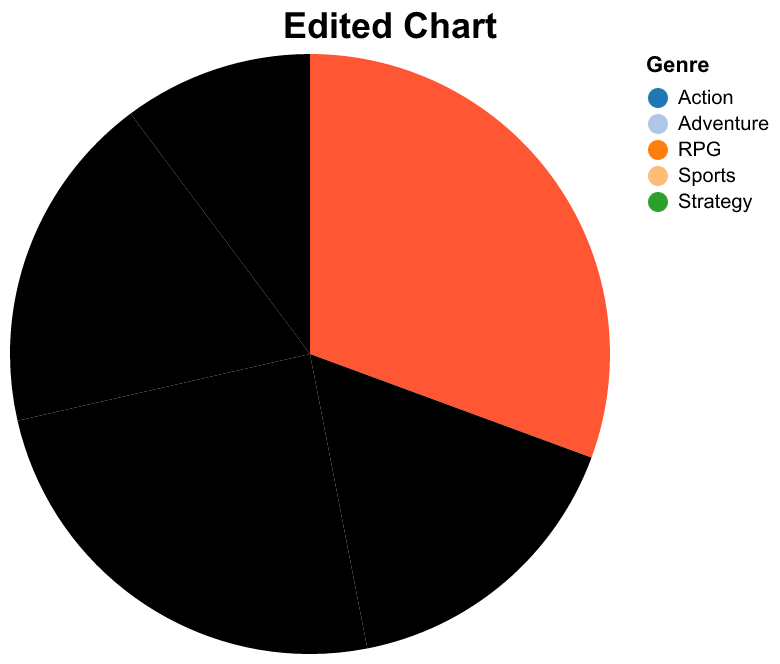 Edited Chart
Genre
Action
Adventure
RPG
Sports
Strategy